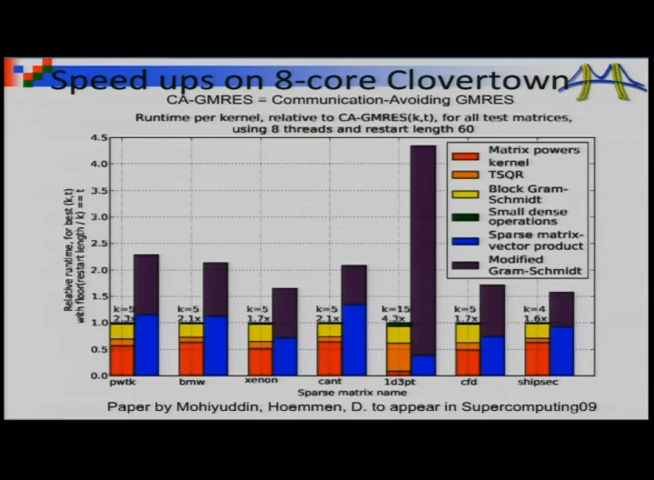 Speed ups on 8-core Clovertown
CA-GMRES = Communication-Avoiding GMRES
Runtime per kernel, relative to CA-GMRES(k,t), for all test matrices,
using 8 threads and restart length 60
Relative runtime, for best (k,t)
with floor(restart length / k) == t
4.5
4.0
3.5
3.0
2.5
2.0
1.5
1.0
0.5
0.0
Matrix powers
kernel
TSQR
Block Gram-
Schmidt
Small dense
operations
Sparse matrix-
vector product
Modified
Gram-Schmidt
k=5 k=5 k=5 k=5 k=15 k=5 k=4
2.3x 2.1x 1.7x 2.1x 4.3x 1.7x 1.6x
pwtk bmw xenon cant 1d3pt cfd shipsec
Sparse matrix name
Paper by Mohiyuddin, Hoemmen, D. to appear in Supercomputing09